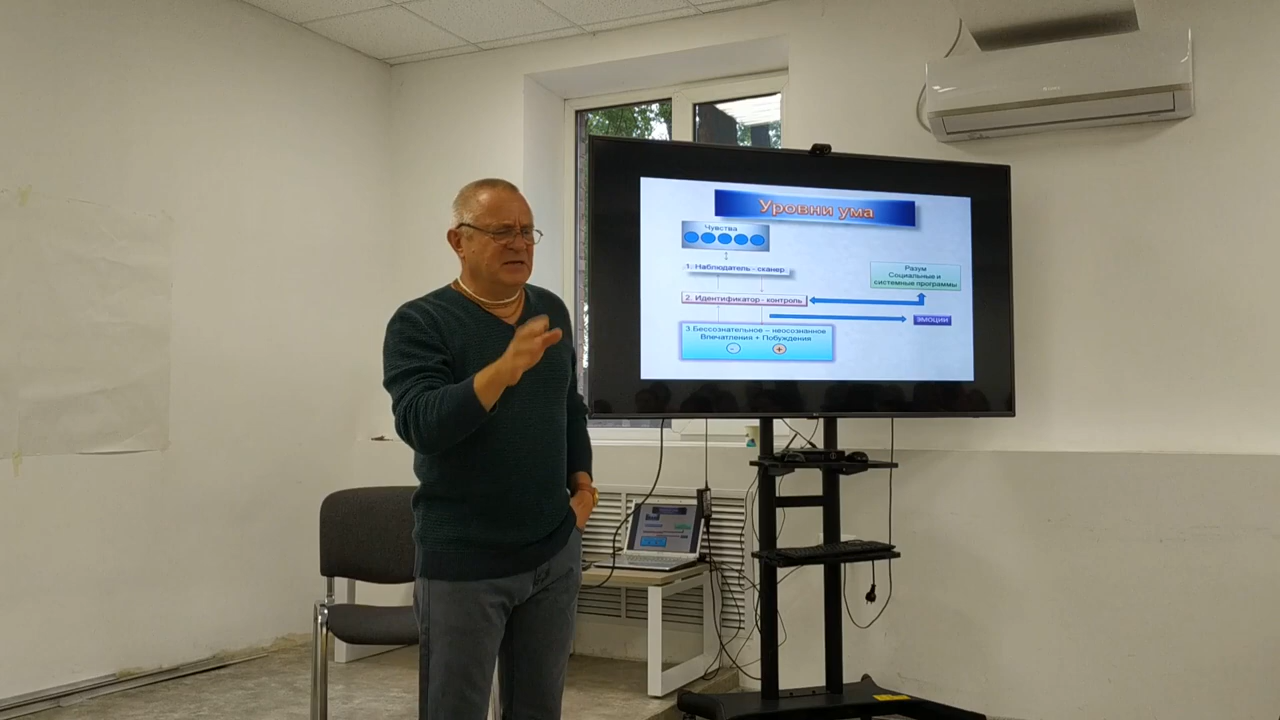 Уровни ума
Чувства
1. Наблюдатель - сканер
Разум
Социальные и
системные программы
2. Идентификатор - контроль
эмоции
3.Бессознательное – неосознанное
Впечатления + Побуждения
- +